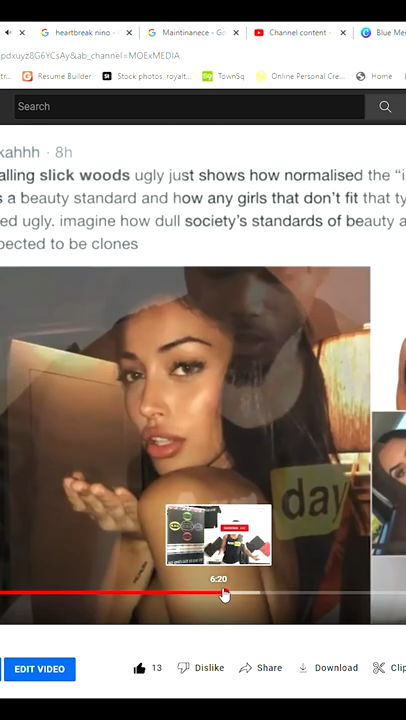 heartbreak nino -
Maintinanece - Go
Channel content -
Blue Me
pdxuyz8G6YCsAy&ab_channel=MOExMEDIA
Resume Builder
Stock photos, royalt...
TownSq
Online Personal Cre...
Home
Search
kahhh · 8h
alling slick woods ugly just shows how normalised the “i
s a beauty standard and how any girls that don’t fit that ty
ed ugly. imagine how dull society’s standards of beauty a
pected to be clones
day
6:20
EDIT VIDEO
13
Dislike
Share
Download
Clip